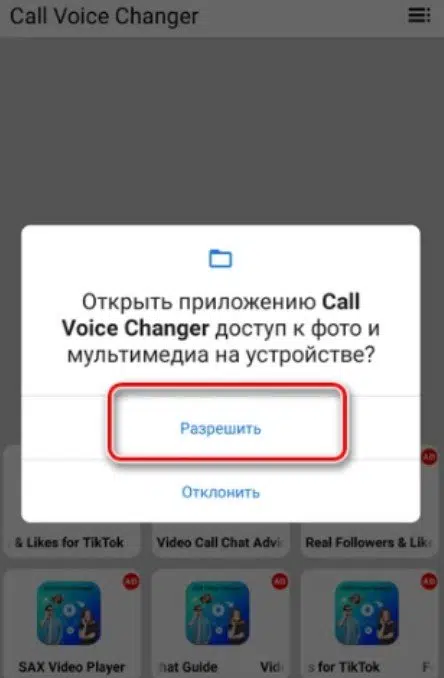 Call Voice Changer
Открыть приложению Call
Voice Changer доступ к фото и
мультимедиа на устройстве?
Разрешить
Отклонить
AD
& Likes for TikTok
Video Call Chat Advi
Real Followers & Lik
AD
AD
AD
SAX Video Player
hat Guide
Vid
s for TikTok
F